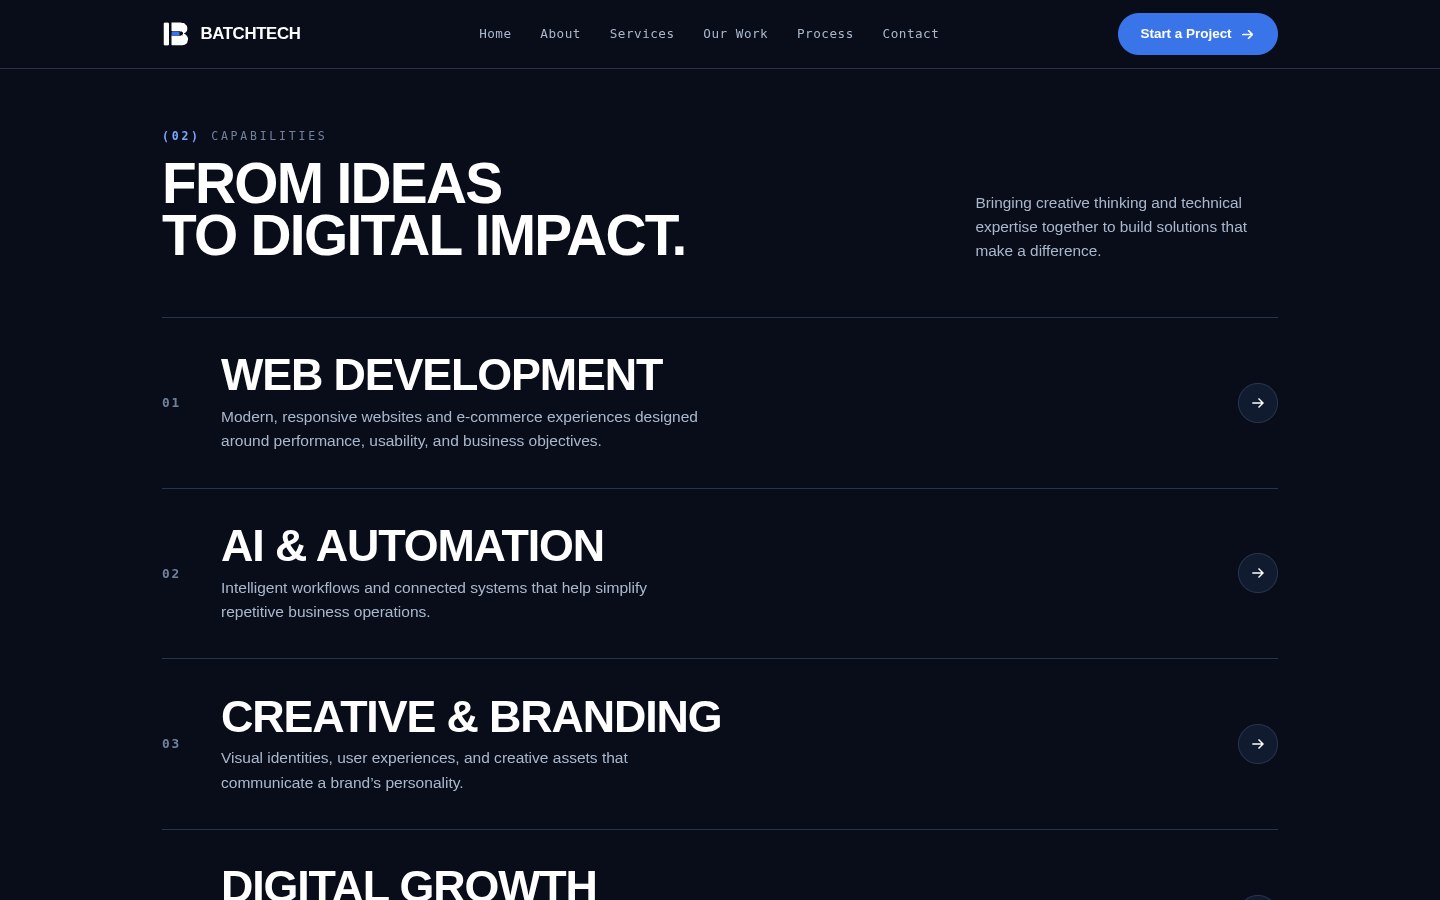 BATCHTECH
Home About Services Our Work Process Contact
Start a Project
(02) CAPABILITIES
FROM IDEAS
TO DIGITAL IMPACT.
Bringing creative thinking and technical
expertise together to build solutions that
make a difference.
01
WEB DEVELOPMENT
Modern, responsive websites and e-commerce experiences designed
around performance, usability, and business objectives.
02
AI & AUTOMATION
Intelligent workflows and connected systems that help simplify
repetitive business operations.
03
CREATIVE & BRANDING
Visual identities, user experiences, and creative assets that
communicate a brand’s personality.
DIGITAL GROWTH